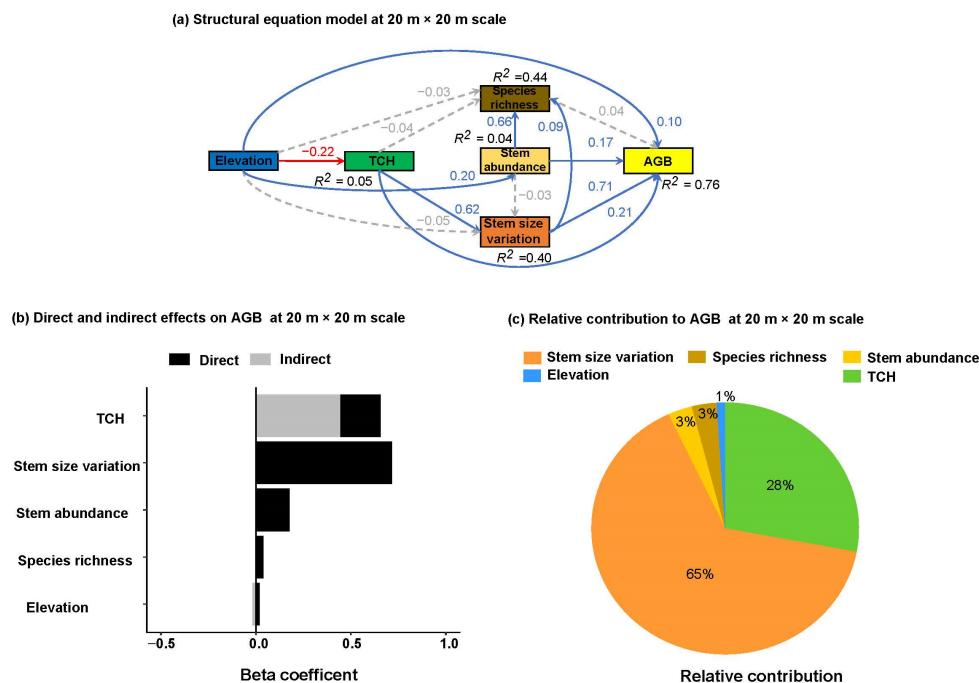 (a) Structural equation model at 20 m × 20 m scale
R² =0.44
Species
richness
−0.03
−0.04
0.66
0.09
0.04
0.10
R² =0.04
0.17
Elevation
−0.22
TCH
Stem
abundance
AGB
R² =0.05
0.20
−0.03
0.71
R² =0.76
0.62
0.21
−0.05
Stem size
variation
R² =0.40
(b) Direct and indirect effects on AGB at 20 m × 20 m scale
Direct
Indirect
TCH
Stem size variation
Stem abundance
Species richness
Elevation
−0.5
0.0
0.5
1.0
Beta coefficent
(c) Relative contribution to AGB at 20 m × 20 m scale
Stem size variation
Species richness
Stem abundance
Elevation
TCH
1%
3%
3%
28%
65%
Relative contribution